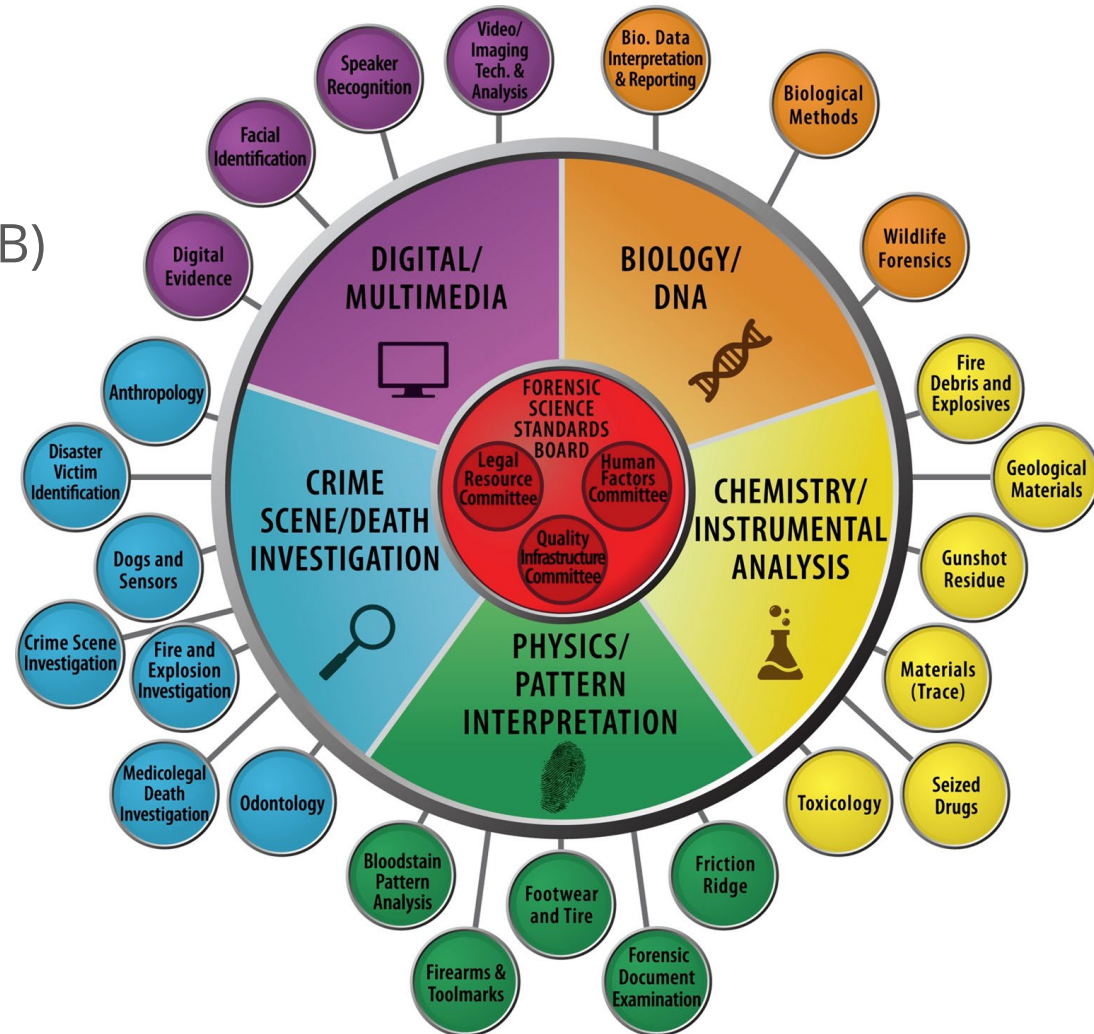 Video/
Imaging
Tech. &
Analysis
Bio. Data
Interpretation
& Reporting
Speaker
Recognition
Biological
Methods
Facial
Identification
B)
Digital
Evidence
Wildlife
Forensics
DIGITAL/
MULTIMEDIA
BIOLOGY/
DNA
Anthropology
Fire
Debris and
Explosives
FORENSIC
SCIENCE
STANDARDS
BOARD
Legal
Resource
Committee
Human
Factors
Committee
Quality
Infrastructure
Committee
Disaster
Victim
Identification
Geological
Materials
CRIME
SCENE/DEATH
INVESTIGATION
CHEMISTRY/
INSTRUMENTAL
ANALYSIS
Dogs and
Sensors
Gunshot
Residue
Crime Scene
Investigation
Fire and
Explosion
Investigation
Materials
(Trace)
PHYSICS/
PATTERN
INTERPRETATION
Medicolegal
Death
Investigation
Odontology
Toxicology
Seized
Drugs
Bloodstain
Pattern
Analysis
Footwear
and Tire
Friction
Ridge
Firearms &
Toolmarks
Forensic
Document
Examination